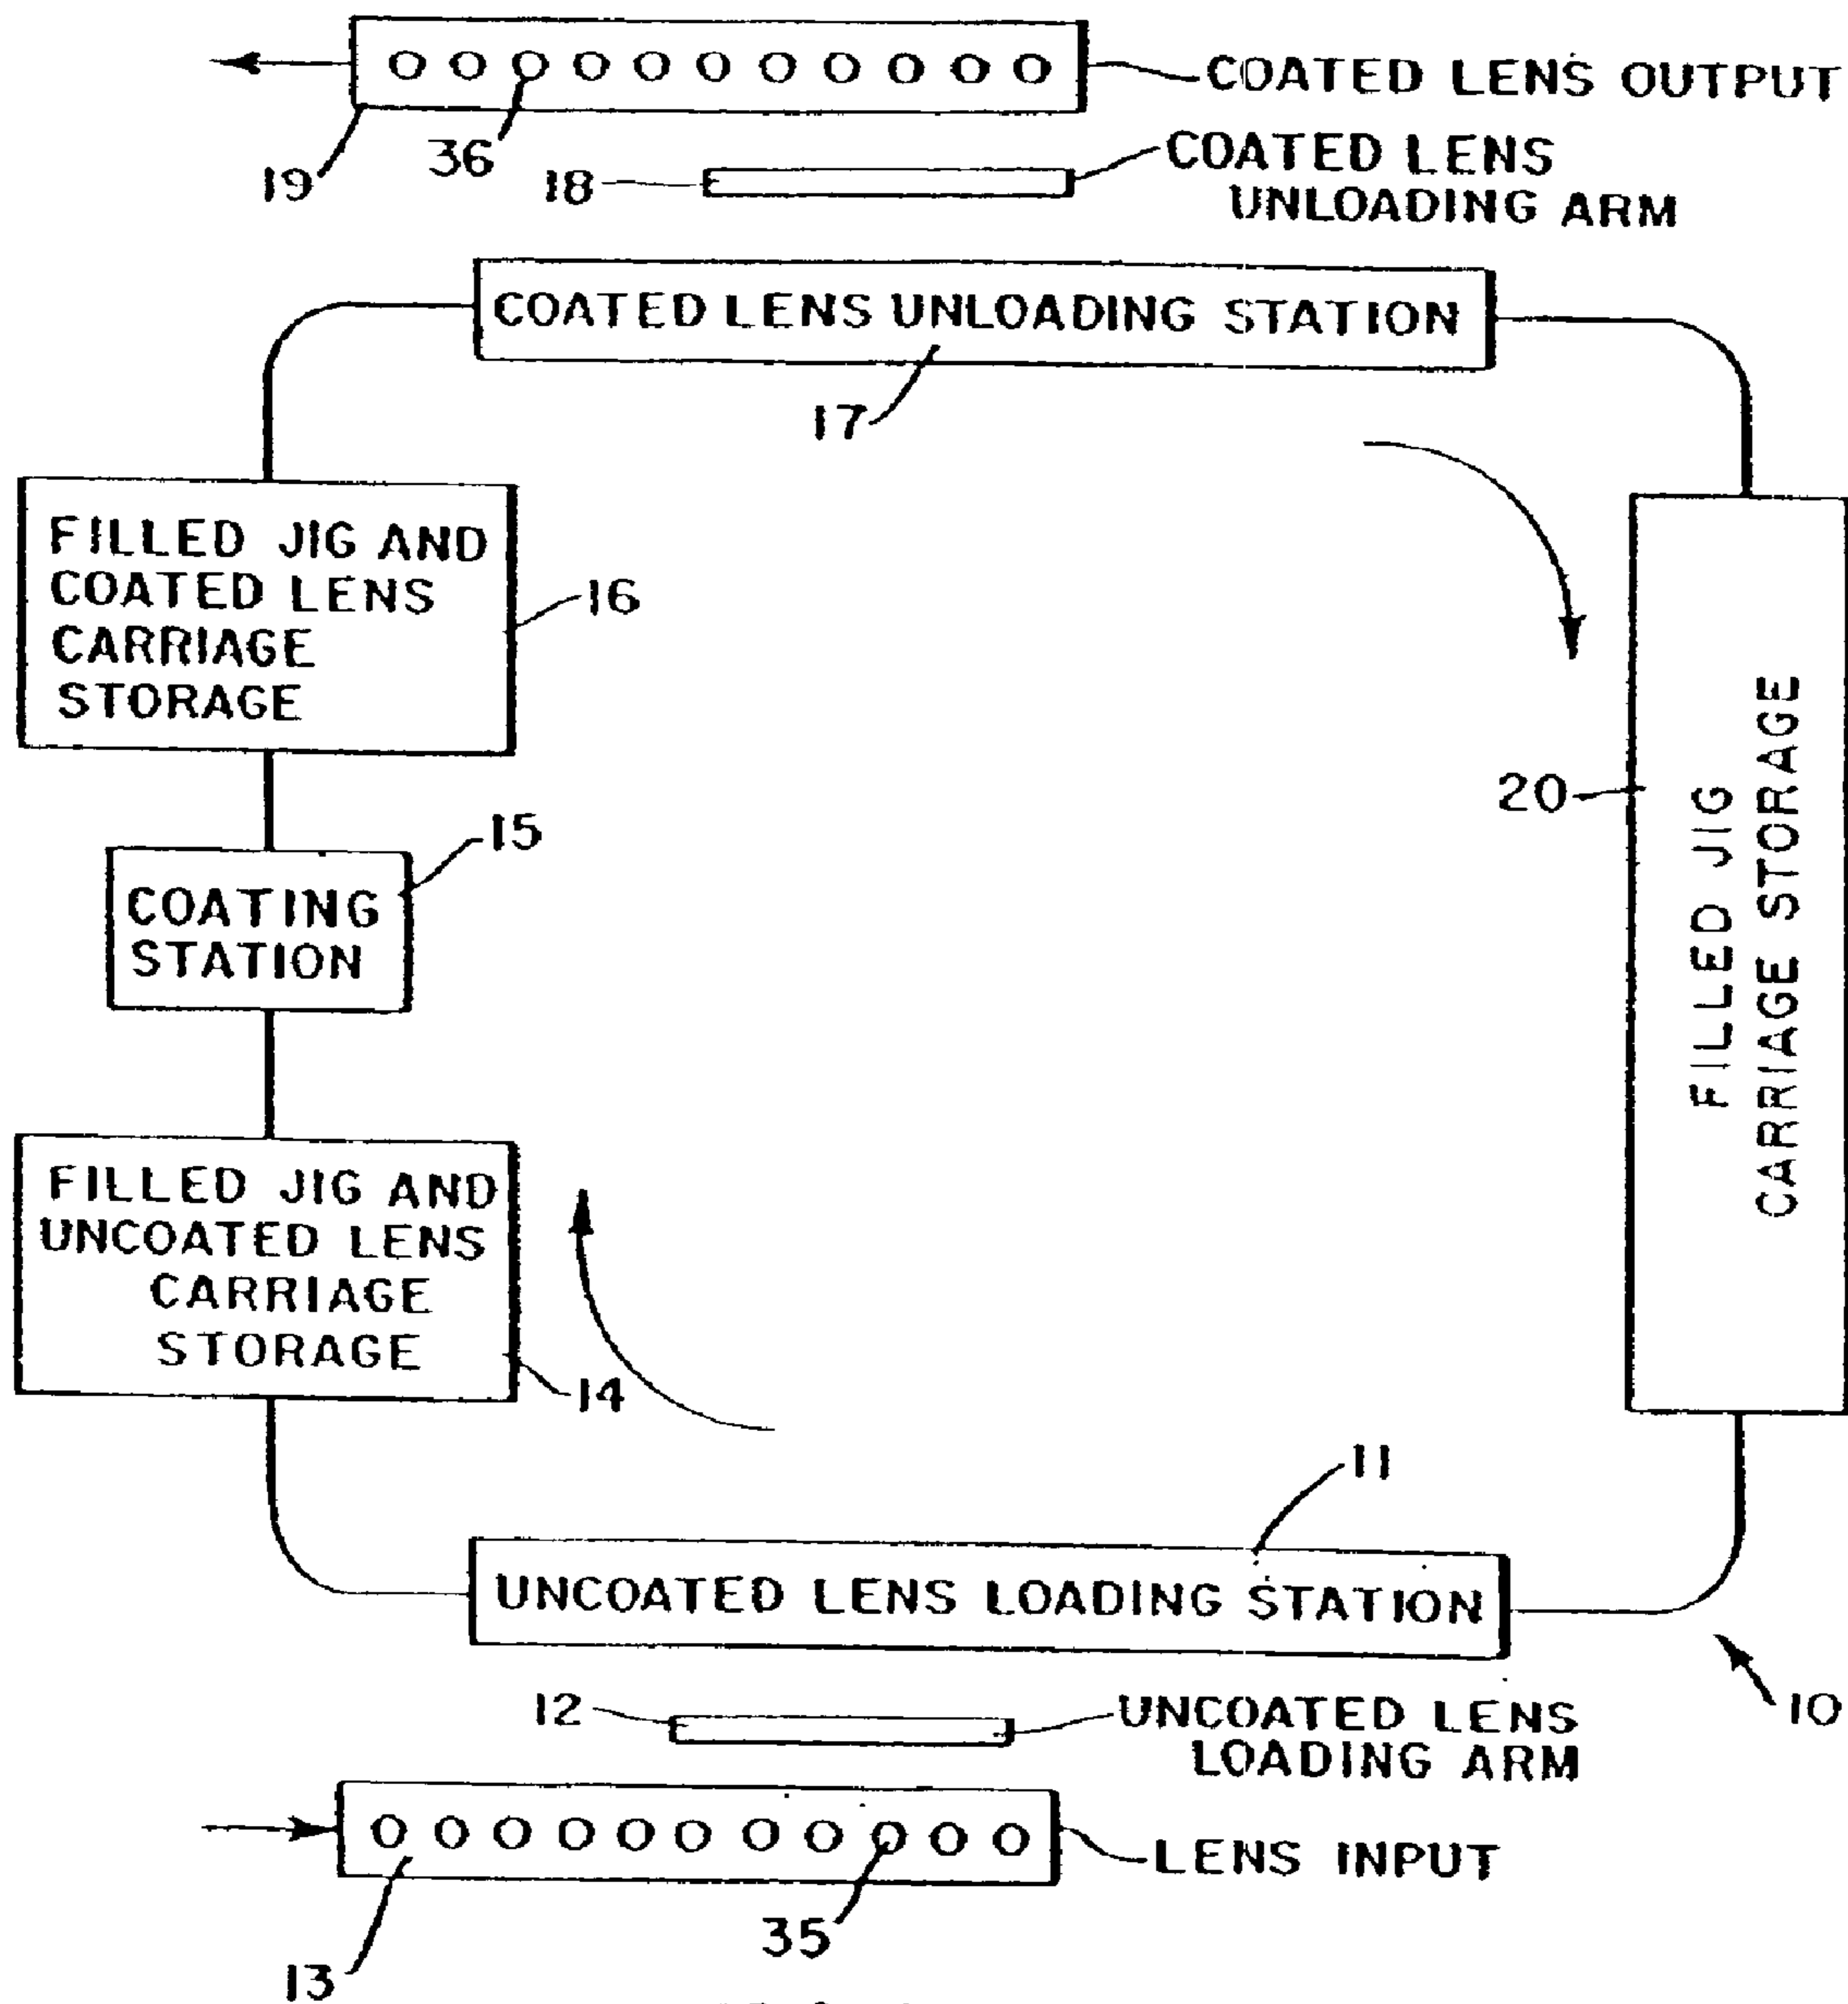 COATED LENS OUTPUT
36
19
18
COATED LENS
UNLOADING ARM
COATED LENS UNLOADING STATION
17
FILLED JIG AND
COATED LENS
CARRIAGE
STORAGE
16
20
FILLED JIG
CARRIAGE STORAGE
15
COATING
STATION
FILLED JIG AND
UNCOATED LENS
CARRIAGE
STORAGE
14
11
UNCOATED LENS LOADING STATION
10
12
UNCOATED LENS
LOADING ARM
LENS INPUT
35
13